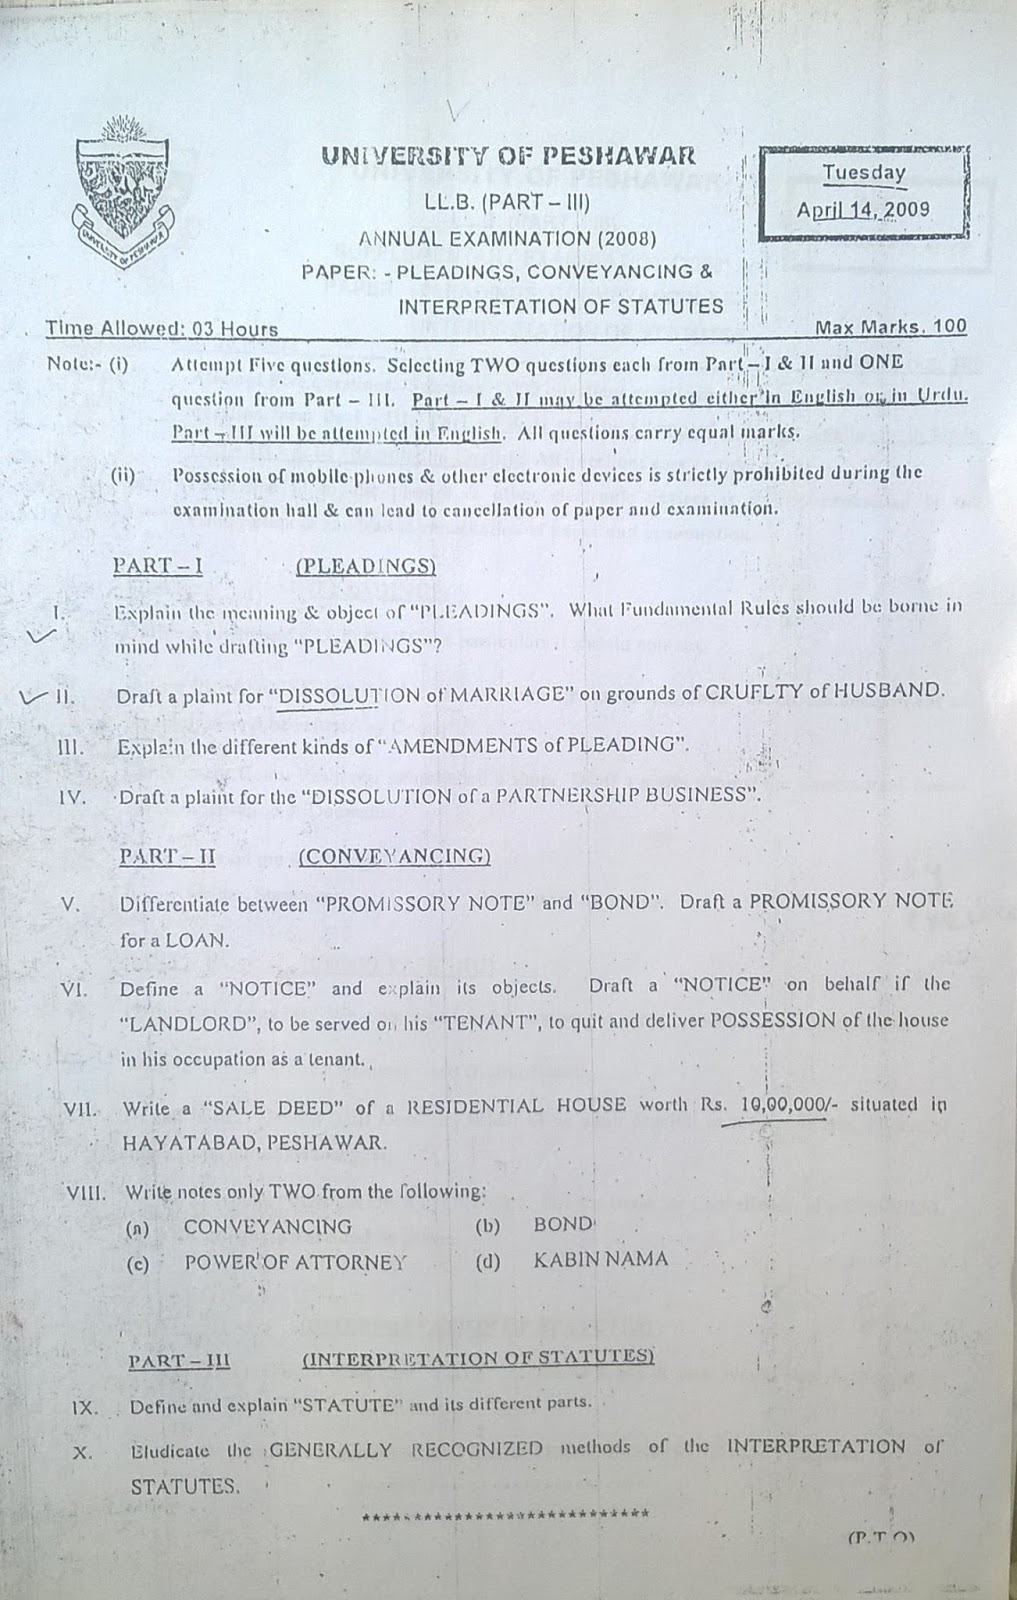 UNIVERSITY OF PESHAWAR
LL.B. (PART – III)
ANNUAL EXAMINATION (2008)
PAPER: - PLEADINGS, CONVEYANCING &
INTERPRETATION OF STATUTES
Tuesday
April 14, 2009
UNIVERSITY OF PESHAWAR
Time Allowed: 03 Hours
Max Marks. 100
Note:- (i) Attempt Five questions. Selecting TWO questions each from Part – I & II and ONE
question from Part – III. Part – I & II may be attempted either in English or in Urdu.
Part – III will be attempted in English. All questions carry equal marks.
(ii) Possession of mobile phones & other electronic devices is strictly prohibited during the
examination hall & can lead to cancellation of paper and examination.
PART – I (PLEADINGS)
I. Explain the meaning & object of "PLEADINGS". What Fundamental Rules should be borne in
mind while drafting "PLEADINGS"?
II. Draft a plaint for "DISSOLUTION of MARRIAGE" on grounds of CRUELTY of HUSBAND.
III. Explain the different kinds of "AMENDMENTS of PLEADING".
IV. Draft a plaint for the "DISSOLUTION of a PARTNERSHIP BUSINESS".
PART – II (CONVEYANCING)
V. Differentiate between "PROMISSORY NOTE" and "BOND". Draft a PROMISSORY NOTE
for a LOAN.
VI. Define a "NOTICE" and explain its objects. Draft a "NOTICE" on behalf if the
"LANDLORD", to be served on his "TENANT", to quit and deliver POSSESSION of the house
in his occupation as a tenant.
VII. Write a "SALE DEED" of a RESIDENTIAL HOUSE worth Rs. 10,00,000/- situated in
HAYATABAD, PESHAWAR.
VIII. Write notes only TWO from the following:
(a) CONVEYANCING (b) BOND
(c) POWER OF ATTORNEY (d) KABIN NAMA
PART – III (INTERPRETATION OF STATUTES)
IX. Define and explain "STATUTE" and its different parts.
X. Eludicate the GENERALLY RECOGNIZED methods of the INTERPRETATION of
STATUTES.
****************************
(P.T.O)